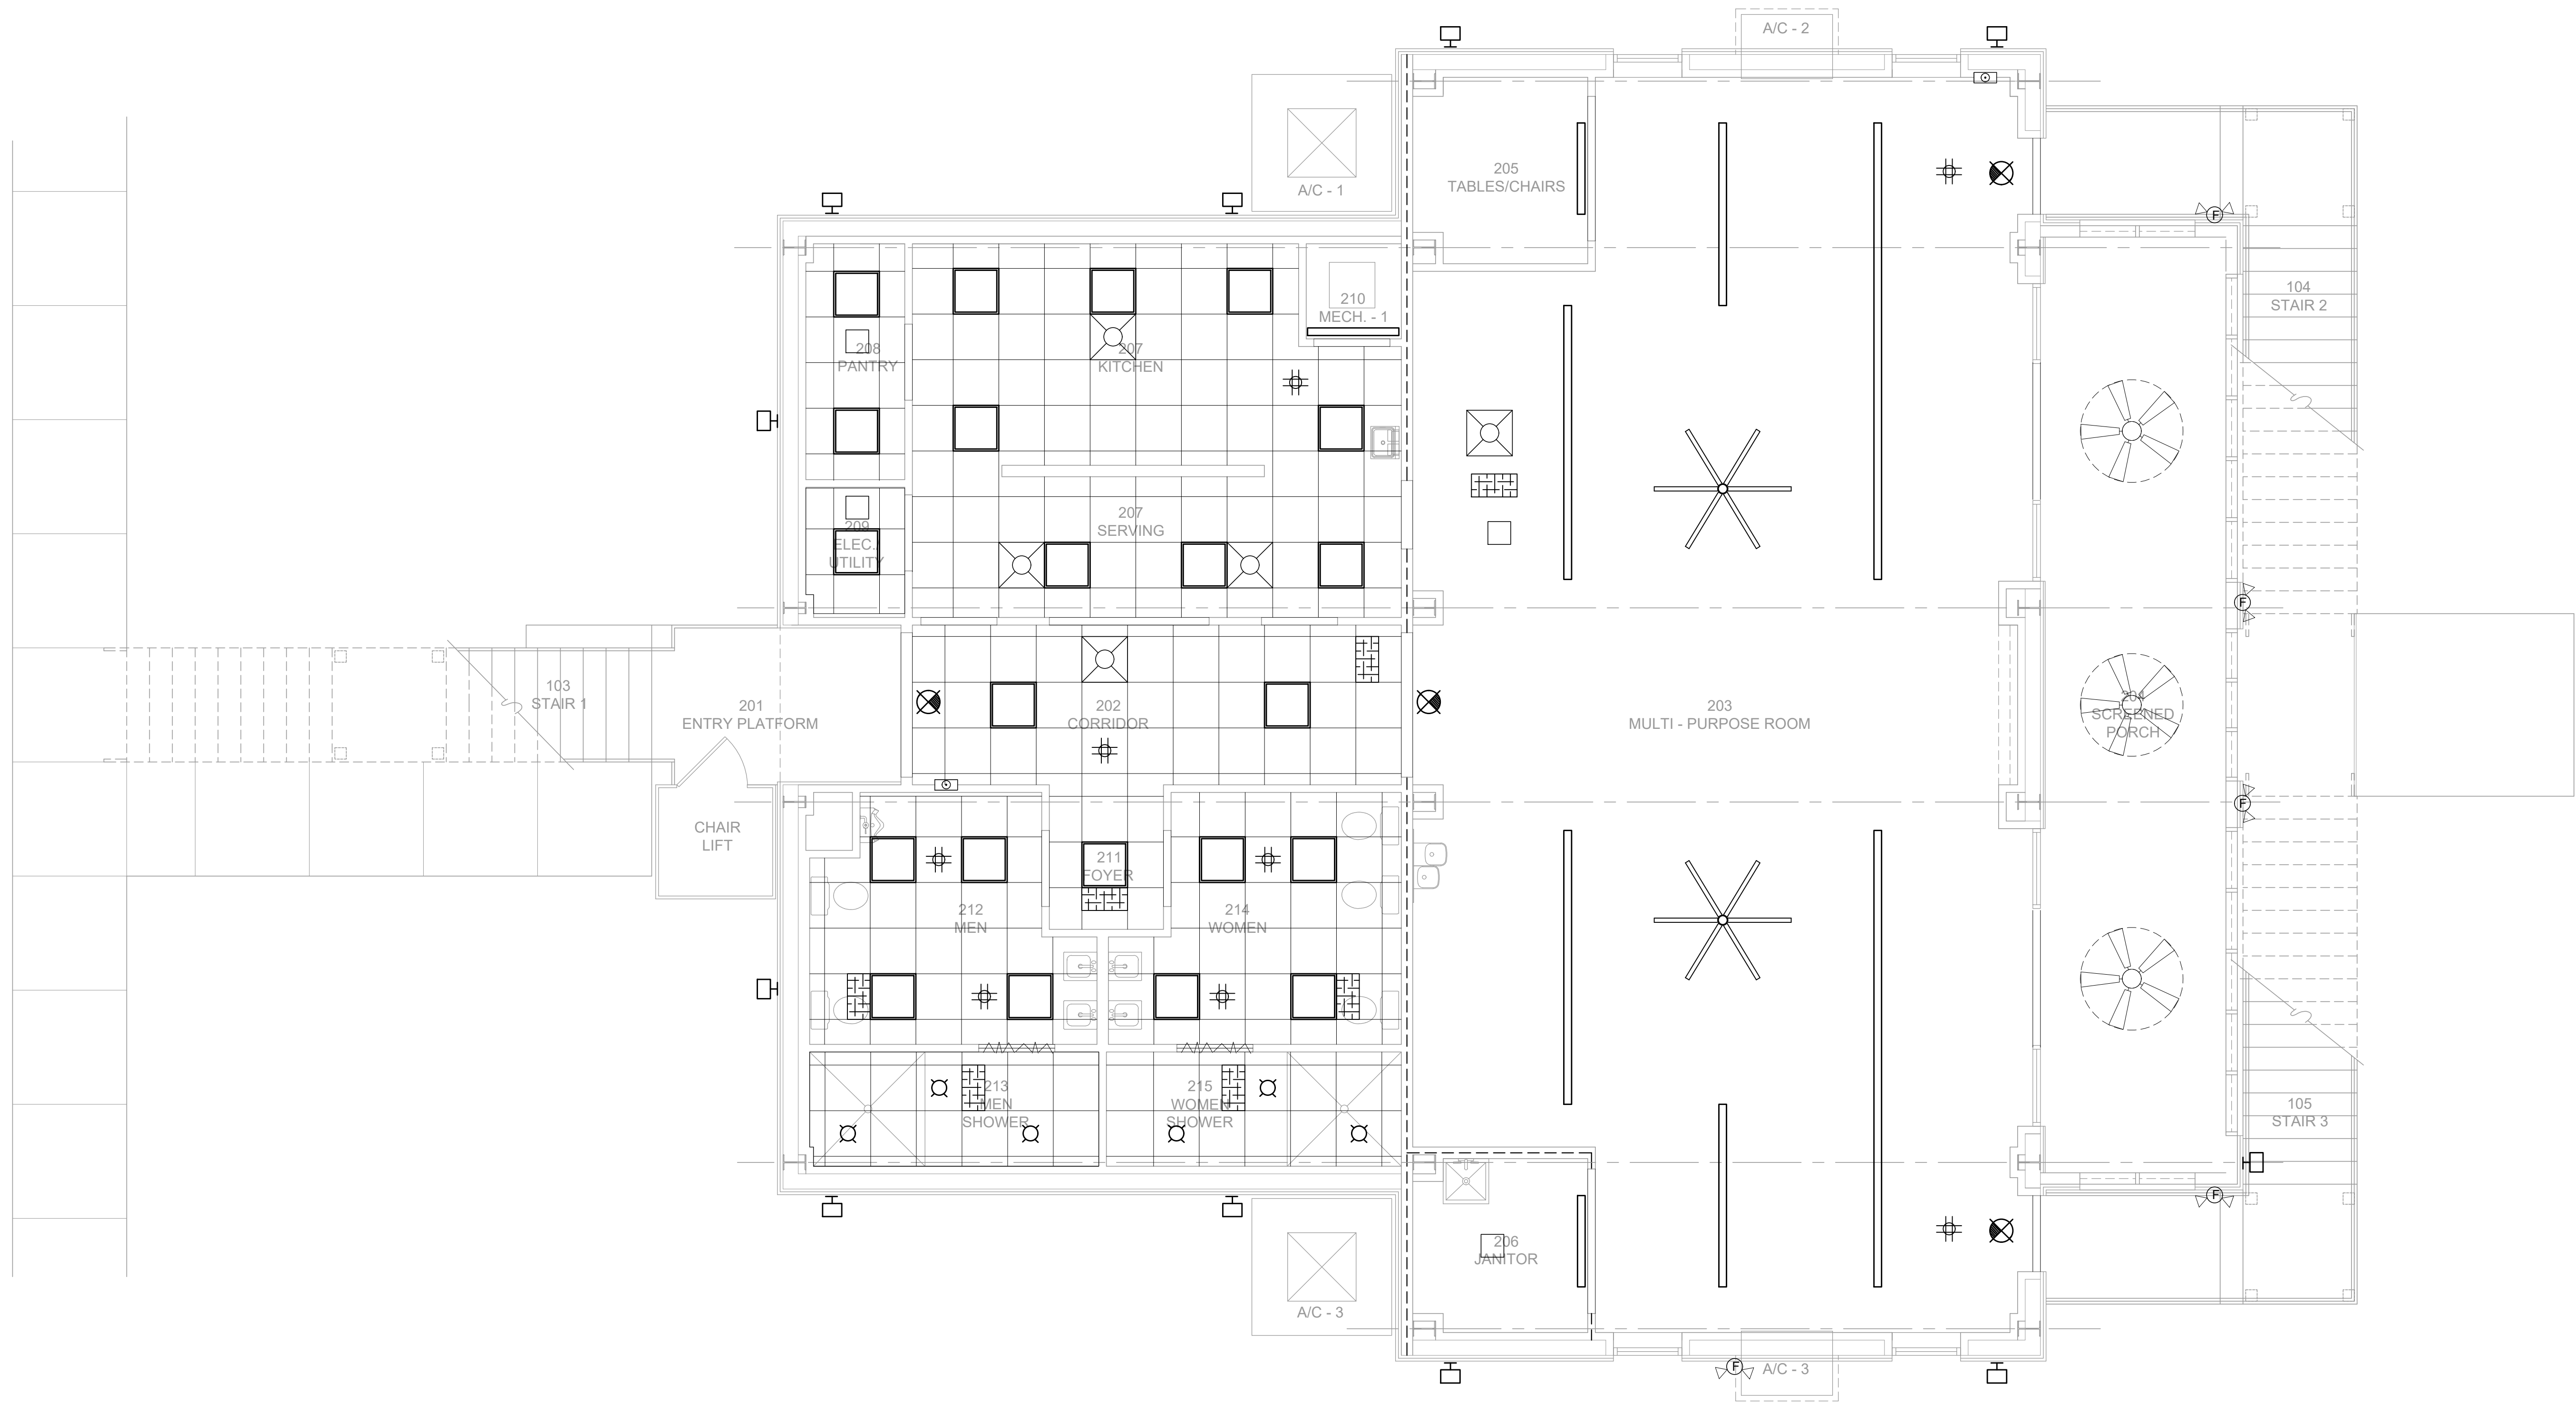 A/C - 2
A/C - 1
205
TABLES/CHAIRS
104
STAIR 2
210
MECH. - 1
208
PANTRY
207
KITCHEN
207
SERVING
209
ELEC./
UTILITY
103
STAIR 1
201
ENTRY PLATFORM
202
CORRIDOR
203
MULTI - PURPOSE ROOM
204
SCREENED
PORCH
CHAIR
LIFT
211
FOYER
212
MEN
214
WOMEN
213
MEN
SHOWER
215
WOMEN
SHOWER
105
STAIR 3
206
JANITOR
A/C - 3
A/C - 3
F
F
F
F
F